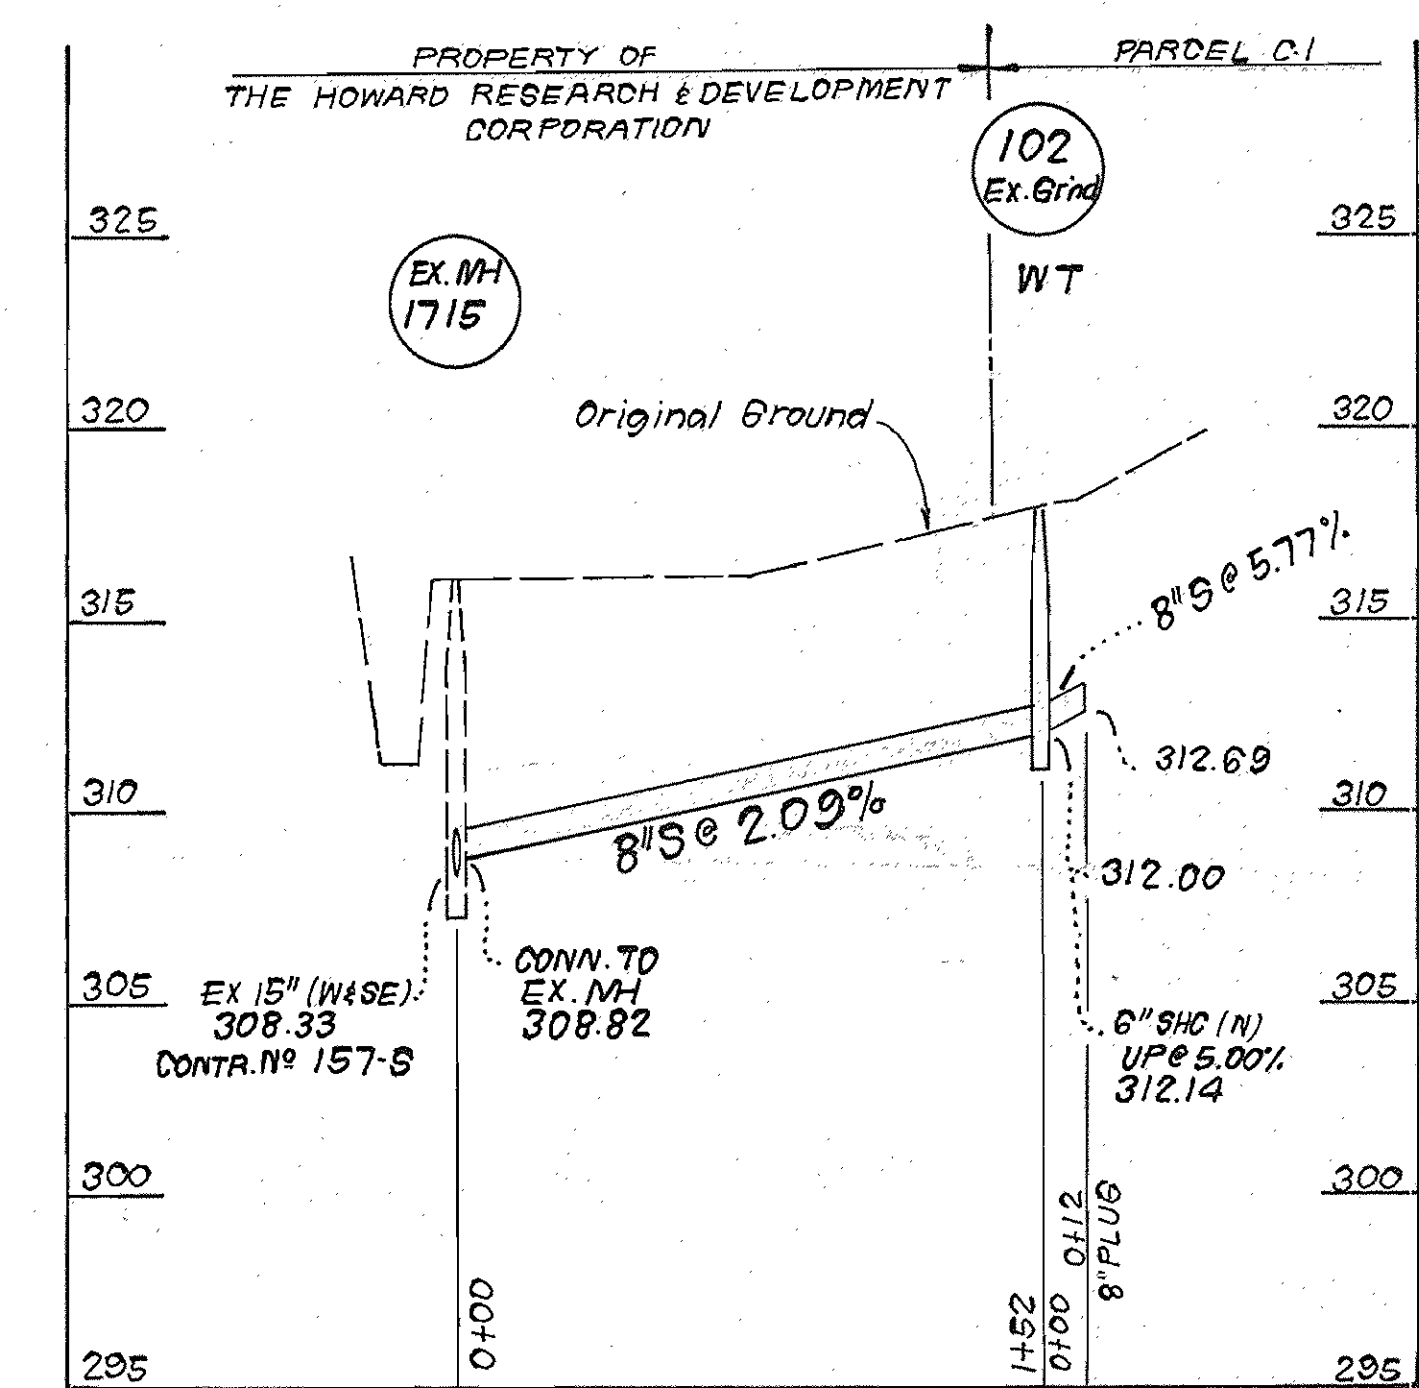 PROPERTY OF
THE HOWARD RESEARCH & DEVELOPMENT
CORPORATION
PARCEL C-1
102
Ex. Grind
WT
325
325
EX. MH
1715
320
320
Original Ground
315
315
8"S @ 5.77%
310
310
312.69
8"S @ 2.09%
312.00
305
305
EX 15" (W&SE)
308.33
CONTR. Nº 157-S
CONN. TO
EX. MH
308.82
6" SHC (N)
UP @ 5.00%
312.14
300
300
0+00
1+52
0+00
0+12
8" PLUG
295
295